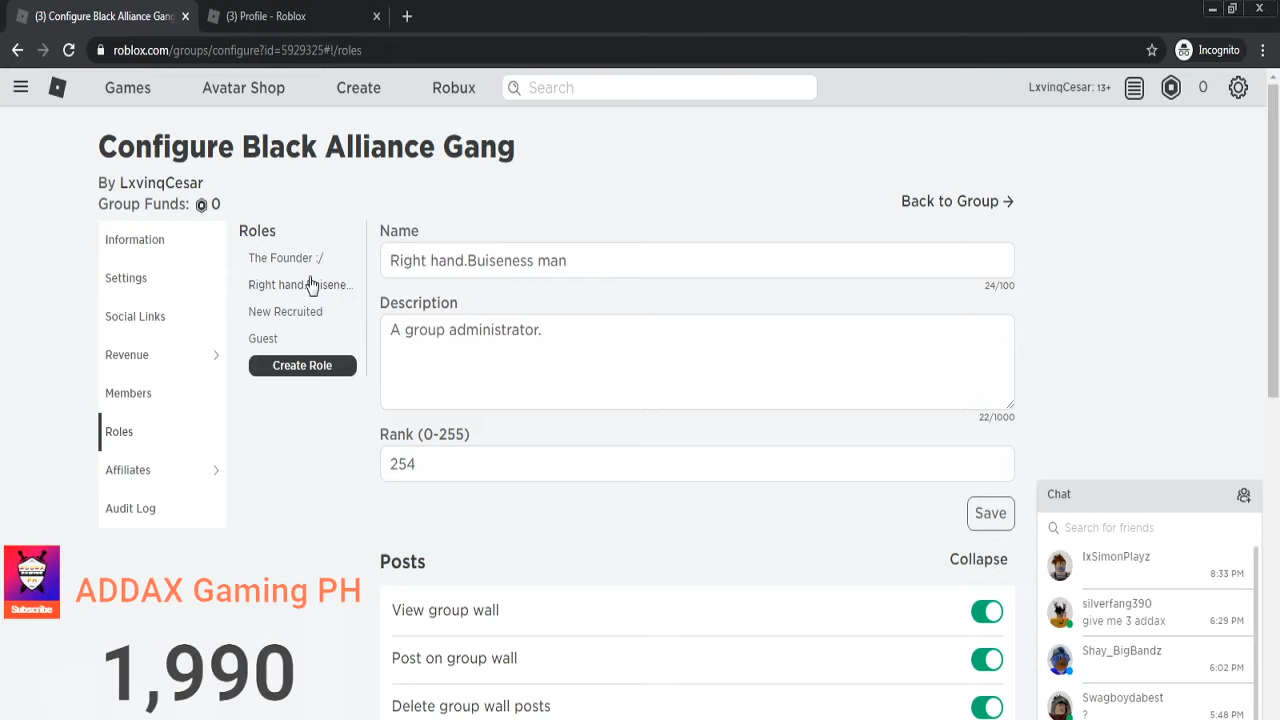 (3) Configure Black Alliance Gang
(3) Profile - Roblox
roblox.com/groups/configure?id=5929325#!/roles
Incognito
Games
Avatar Shop
Create
Robux
Search
LxvinqCesar: 13+
0
Configure Black Alliance Gang
By LxvinqCesar
Group Funds: 0
Back to Group
Information
Settings
Social Links
Revenue
Members
Roles
Affiliates
Audit Log
Roles
The Founder :/
Right hand.Buisene...
New Recruited
Guest
Create Role
Name
Right hand.Buiseness man
24/100
Description
A group administrator.
22/1000
Rank (0-255)
254
Save
Posts
Collapse
View group wall
Post on group wall
Delete group wall posts
Chat
Search for friends
IxSimonPlayz
8:33 PM
silverfang390
give me 3 addax
6:29 PM
Shay_BigBandz
6:02 PM
Swagboydabest
?
5:48 PM
ADDAX FN
Subscribe
ADDAX Gaming PH
1,990